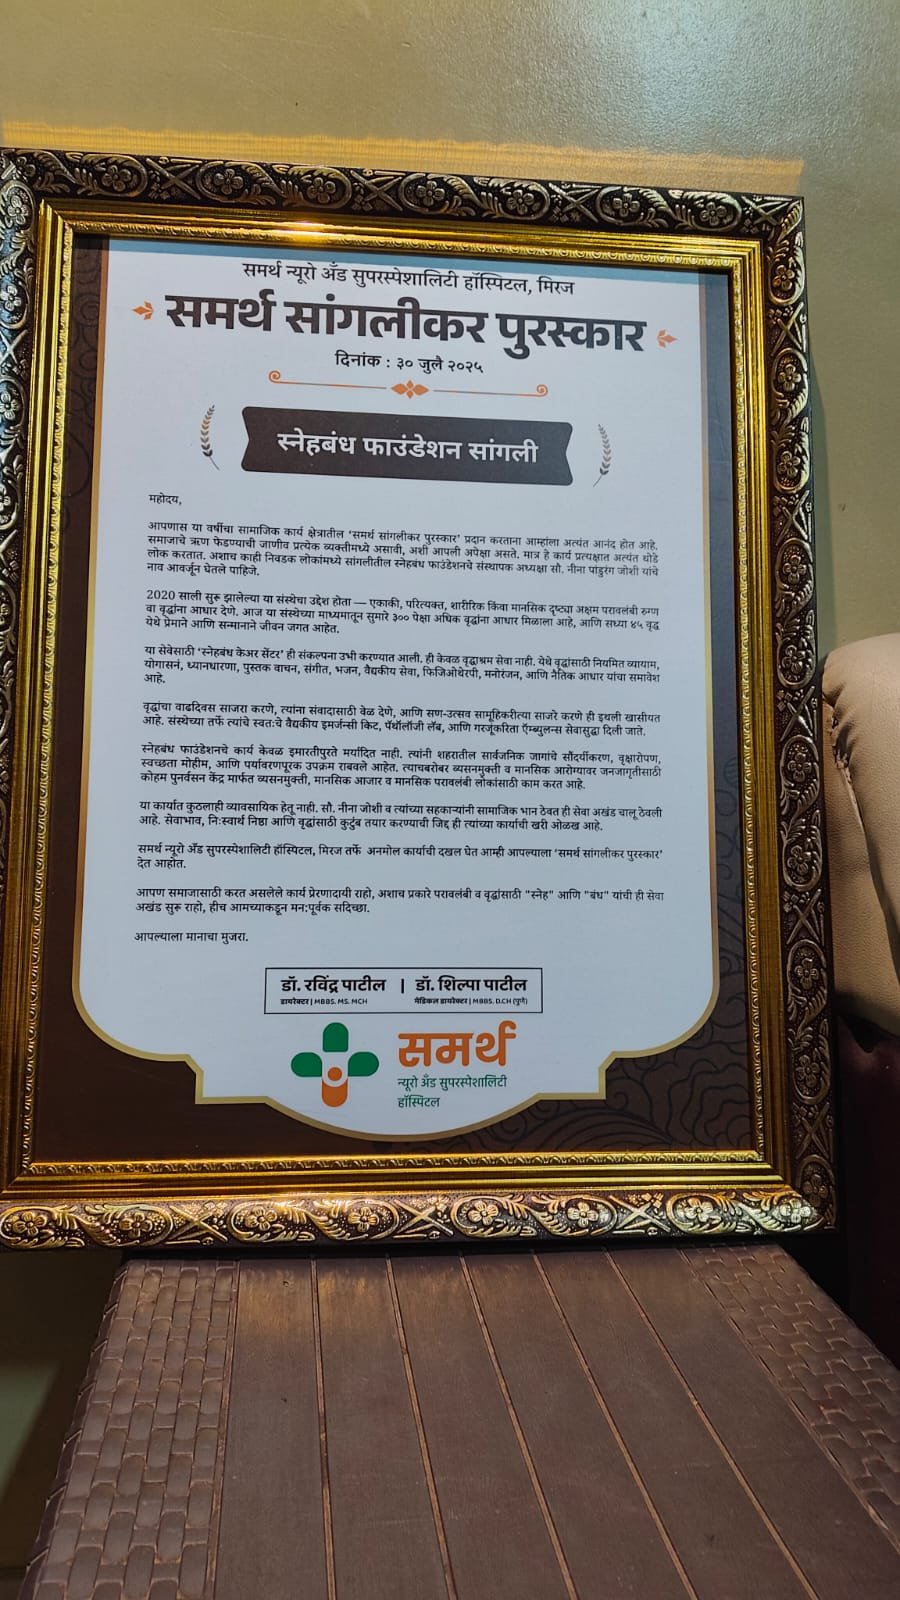 समर्थ न्यूरो अँड सुपरस्पेशालिटी हॉस्पिटल, मिरज
समर्थ सांगलीकर पुरस्कार
दिनांक : ३० जुलै २०२५
स्नेहबंध फाउंडेशन सांगली
महोदय,
आपणास या वर्षीचा सामाजिक कार्य क्षेत्रातील 'समर्थ सांगलीकर पुरस्कार' प्रदान करताना आम्हांला अत्यंत आनंद होत आहे.
समाजाचे ऋण फेडण्याची जाणीव प्रत्येक व्यक्तीमध्ये असावी, अशी आपली अपेक्षा असते. मात्र हे कार्य प्रत्यक्षात अत्यंत थोडे
लोक करतात. अशाच काही निवडक लोकांमध्ये सांगलीतील स्नेहबंध फाउंडेशनचे संस्थापक अध्यक्षा सौ. नीना पांडुरंग जोशी यांचे
नाव आवर्जून घेतले पाहिजे.
2020 साली सुरू झालेल्या या संस्थेचा उद्देश होता — एकाकी, परित्यक्त, शारीरिक किंवा मानसिक दृष्ट्या अक्षम परावलंबी रुग्ण
वा वृद्धांना आधार देणे. आज या संस्थेच्या माध्यमातून सुमारे ३०० पेक्षा अधिक वृद्धांना आधार मिळाला आहे, आणि सध्या ४५ वृद्ध
येथे प्रेमाने आणि सन्मानाने जीवन जगत आहेत.
या सेवेसाठी 'स्नेहबंध केअर सेंटर' ही संकल्पना उभी करण्यात आली. ही केवळ वृद्धाश्रम सेवा नाही. येथे वृद्धांसाठी नियमित व्यायाम,
योगासनं, ध्यानधारणा, पुस्तक वाचन, संगीत, भजन, वैद्यकीय सेवा, फिजिओथेरपी, मनोरंजन, आणि नैतिक आधार यांचा समावेश
आहे.
वृद्धांचा वाढदिवस साजरा करणे, त्यांना संवादासाठी वेळ देणे, आणि सण-उत्सव सामूहिकरीत्या साजरे करणे ही इथली खासीयत
आहे. संस्थेच्या तर्फे त्यांचे स्वतःचे वैद्यकीय इमर्जन्सी किट, पॅथॉलॉजी लॅब, आणि गरजूंकरिता ऍम्ब्युलन्स सेवासुद्धा दिली जाते.
स्नेहबंध फाउंडेशनचे कार्य केवळ इमारतीपुरते मर्यादित नाही. त्यांनी शहरातील सार्वजनिक जागांचे सौंदर्यीकरण, वृक्षारोपण,
स्वच्छता मोहीम, आणि पर्यावरणपूरक उपक्रम राबवले आहेत. त्याचबरोबर व्यसनमुक्ती व मानसिक आरोग्यावर जनजागृतीसाठी
कोहम पुनर्वसन केंद्र मार्फत व्यसनमुक्ती, मानसिक आजार व मानसिक परावलंबी लोकांसाठी काम करत आहे.
या कार्यात कुठलाही व्यावसायिक हेतू नाही. सौ. नीना जोशी व त्यांच्या सहकाऱ्यांनी सामाजिक भान ठेवत ही सेवा अखंड चालू ठेवली
आहे. सेवाभाव, निःस्वार्थ निष्ठा आणि वृद्धांसाठी कुटुंब तयार करण्याची जिद्द ही त्यांच्या कार्याची खरी ओळख आहे.
समर्थ न्यूरो अँड सुपरस्पेशालिटी हॉस्पिटल, मिरज तर्फे अनमोल कार्याची दखल घेत आम्ही आपल्याला 'समर्थ सांगलीकर पुरस्कार'
देत आहोत.
आपण समाजासाठी करत असलेले कार्य प्रेरणादायी राहो, अशाच प्रकारे परावलंबी व वृद्धांसाठी "स्नेह" आणि "बंध" यांची ही सेवा
अखंड सुरू राहो, हीच आमच्याकडून मन:पूर्वक सदिच्छा.
आपल्याला मानाचा मुजरा.
डॉ. रविंद्र पाटील | डॉ. शिल्पा पाटील
डायरेक्टर | MBBS. MS. MCH मेडिकल डायरेक्टर | MBBS. D.CH (पुणे)
समर्थ
न्यूरो अँड सुपरस्पेशालिटी
हॉस्पिटल